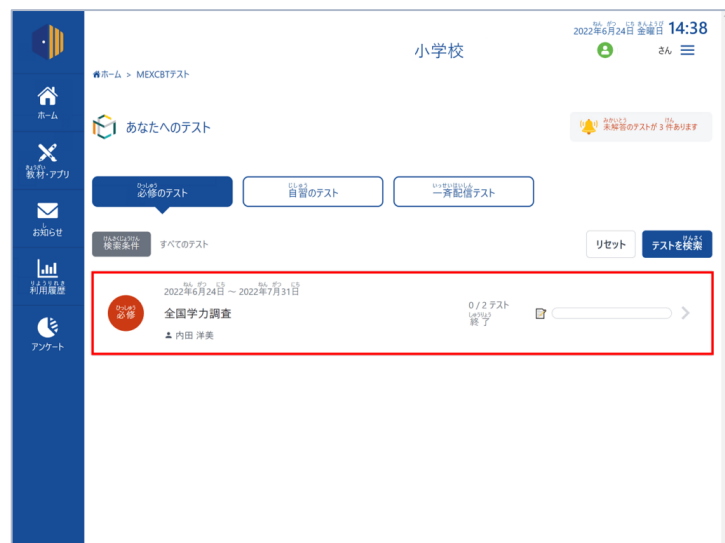 2022年6月24日 金曜日 14:38
小学校
さん
ホーム > MEXCBTテスト
ホーム
教材・アプリ
お知らせ
利用履歴
アンケート
あなたへのテスト
未解答のテストが 3 件あります
必修のテスト
自習のテスト
一斉配信テスト
検索条件
すべてのテスト
リセット
テストを検索
2022年6月24日 ～ 2022年7月31日
必修
全国学力調査
内田 洋美
0 / 2 テスト
終了